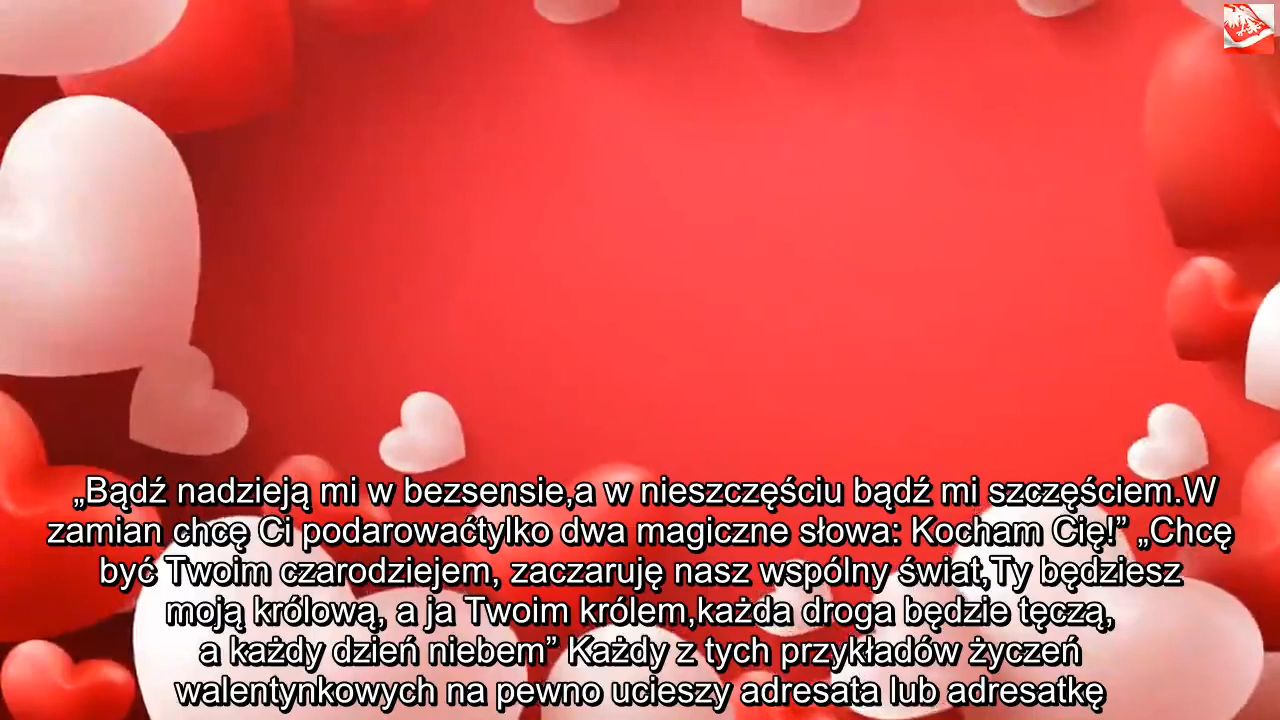 „Bądź nadzieją mi w bezsensie,a w nieszczęściu bądź mi szczęściem.W
zamian chcę Ci podarowaćtylko dwa magiczne słowa: Kocham Cię!” „Chcę
być Twoim czarodziejem, zaczaruję nasz wspólny świat,Ty będziesz
moją królową, a ja Twoim królem,każda droga będzie tęczą,
a każdy dzień niebem” Każdy z tych przykładów życzeń
walentynkowych na pewno ucieszy adresata lub adresatkę